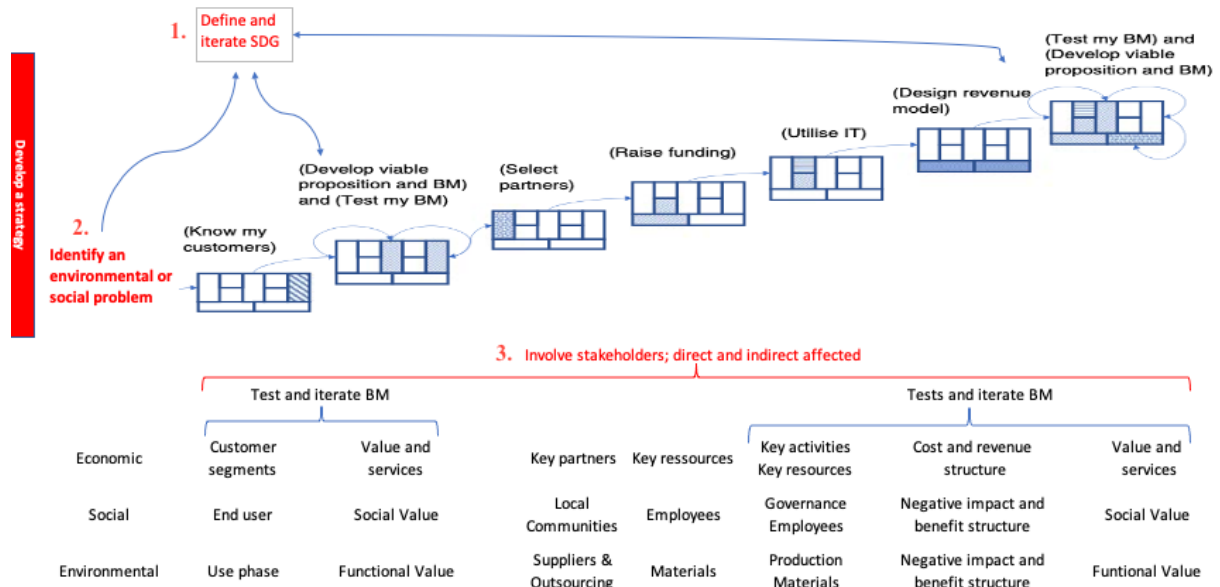 1.
Define and
iterate SDG
Develop a strategy
2.
Identify an
environmental or
social problem
(Know my
customers)
(Develop viable
proposition and BM)
and (Test my BM)
(Select
partners)
(Raise funding)
(Utilise IT)
(Design revenue
model)
(Test my BM) and
(Develop viable
proposition and BM)
3. Involve stakeholders; direct and indirect affected
Test and iterate BM
Tests and iterate BM
Economic
Customer
segments
Value and
services
Key partners
Key ressources
Key activities
Key resources
Cost and revenue
structure
Value and
services
Social
End user
Social Value
Local
Communities
Employees
Governance
Employees
Negative impact and
benefit structure
Social Value
Environmental
Use phase
Functional Value
Suppliers &
Outsourcing
Materials
Production
Materials
Negative impact and
benefit structure
Funtional Value